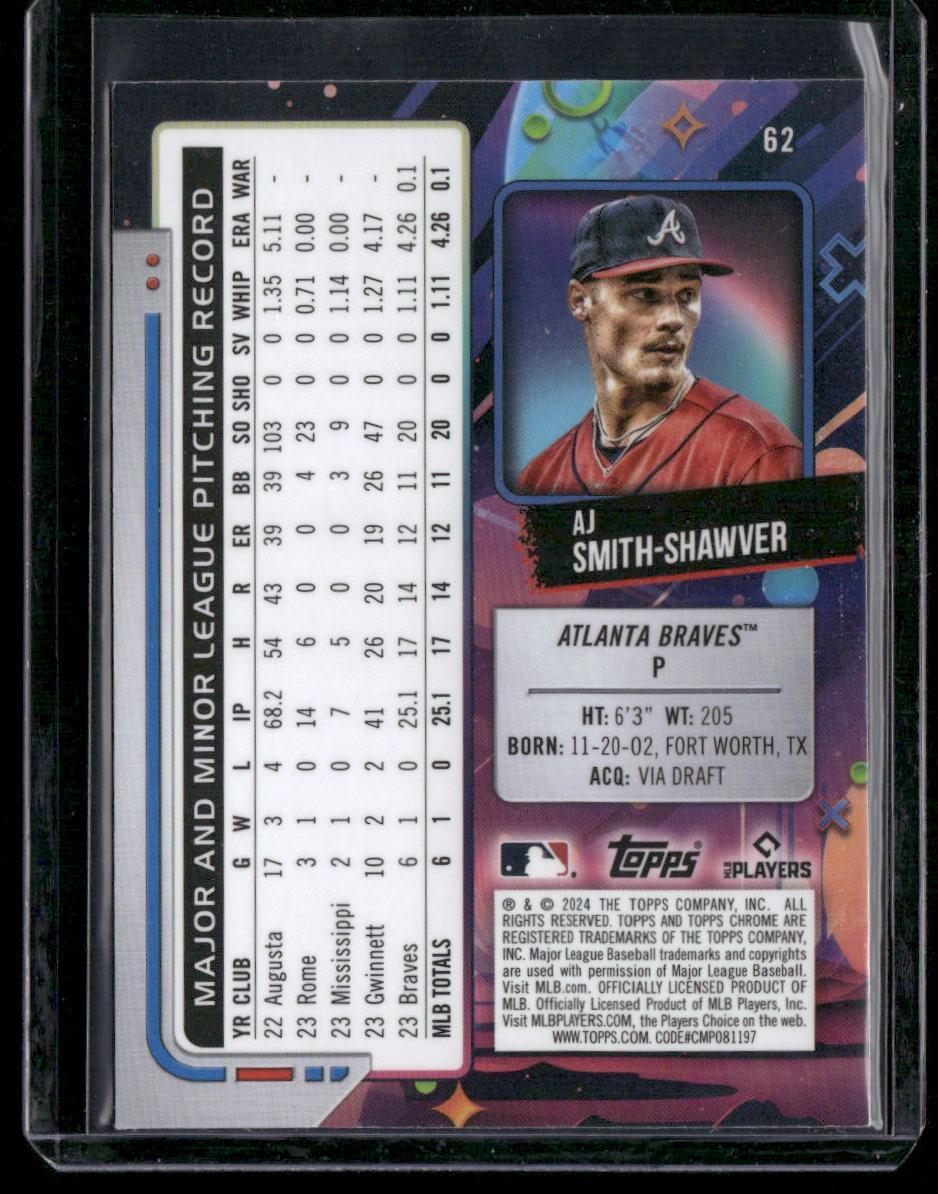 62
A
AJ
SMITH-SHAWVER
ATLANTA BRAVES™
P
HT: 6'3" WT: 205
BORN: 11-20-02, FORT WORTH, TX
ACQ: VIA DRAFT
topps® MLB PLAYERS
® & © 2024 THE TOPPS COMPANY, INC. ALL
RIGHTS RESERVED. TOPPS AND TOPPS CHROME ARE
REGISTERED TRADEMARKS OF THE TOPPS COMPANY,
INC. Major League Baseball trademarks and copyrights
are used with permission of Major League Baseball.
Visit MLB.com. OFFICIALLY LICENSED PRODUCT OF
MLB. Officially Licensed Product of MLB Players, Inc.
Visit MLBPLAYERS.COM, the Players Choice on the web.
WWW.TOPPS.COM. CODE#CMP081197
MAJOR AND MINOR LEAGUE PITCHING RECORD
YR CLUB G W L IP H R ER BB SO SHO SV WHIP ERA WAR
22 Augusta 17 3 4 68.2 54 43 39 39 103 0 0 1.35 5.11 -
23 Rome 3 1 0 14 6 0 0 4 23 0 0 0.71 0.00 -
23 Mississippi 2 1 0 7 5 0 0 3 9 0 0 1.14 0.00 -
23 Gwinnett 10 2 2 41 26 20 19 26 47 0 0 1.27 4.17 -
23 Braves 6 1 0 25.1 17 14 12 11 20 0 0 1.11 4.26 0.1
MLB TOTALS 6 1 0 25.1 17 14 12 11 20 0 0 1.11 4.26 0.1